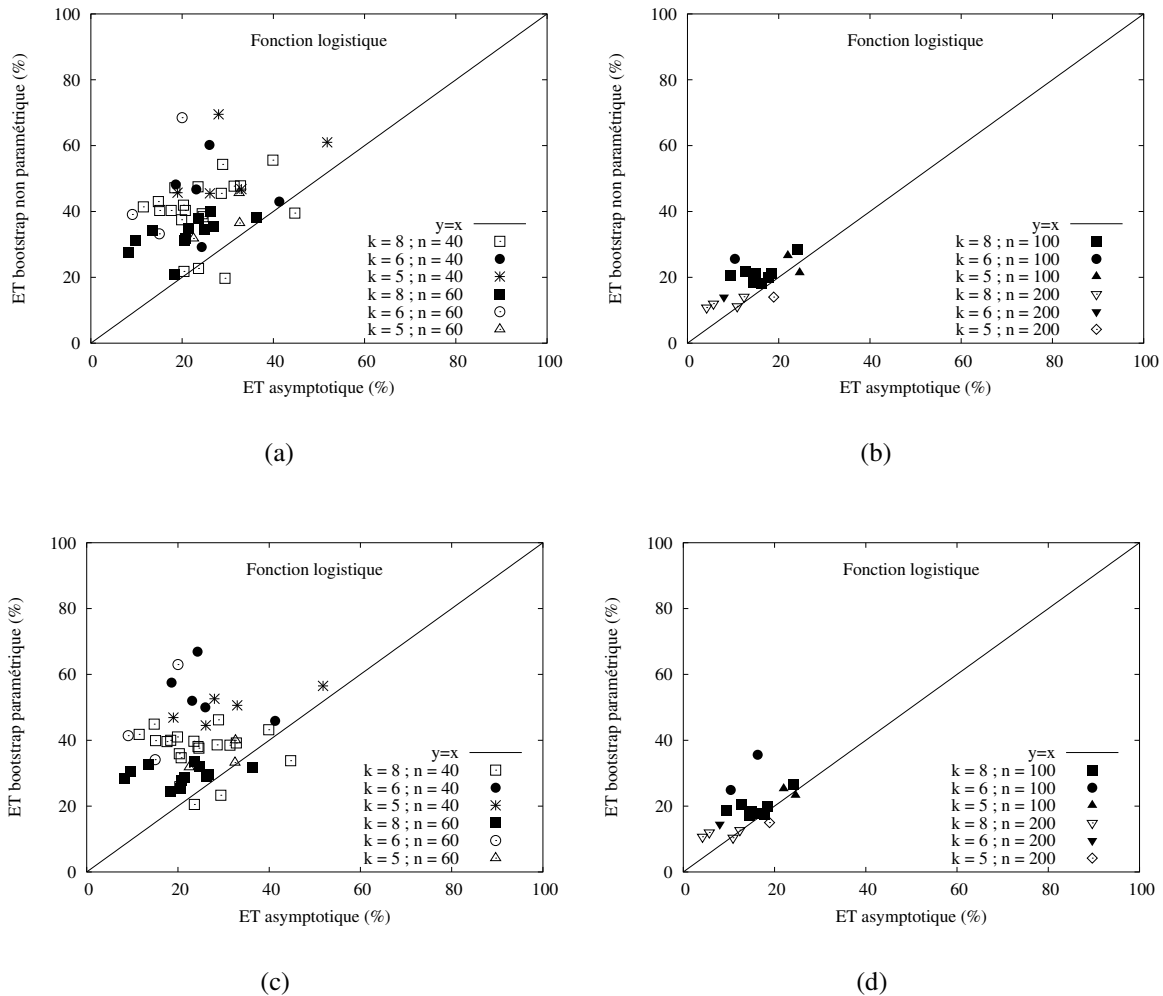 Fonction logistique
ET bootstrap non paramétrique (%)
100
80
60
40
20
0
y=x
k = 8 ; n = 40
k = 6 ; n = 40
k = 5 ; n = 40
k = 8 ; n = 60
k = 6 ; n = 60
k = 5 ; n = 60
0 20 40 60 80 100
ET asymptotique (%)
(a)
Fonction logistique
ET bootstrap non paramétrique (%)
100
80
60
40
20
0
y=x
k = 8 ; n = 100
k = 6 ; n = 100
k = 5 ; n = 100
k = 8 ; n = 200
k = 6 ; n = 200
k = 5 ; n = 200
0 20 40 60 80 100
ET asymptotique (%)
(b)
Fonction logistique
ET bootstrap paramétrique (%)
100
80
60
40
20
0
y=x
k = 8 ; n = 40
k = 6 ; n = 40
k = 5 ; n = 40
k = 8 ; n = 60
k = 6 ; n = 60
k = 5 ; n = 60
0 20 40 60 80 100
ET asymptotique (%)
(c)
Fonction logistique
ET bootstrap paramétrique (%)
100
80
60
40
20
0
y=x
k = 8 ; n = 100
k = 6 ; n = 100
k = 5 ; n = 100
k = 8 ; n = 200
k = 6 ; n = 200
k = 5 ; n = 200
0 20 40 60 80 100
ET asymptotique (%)
(d)